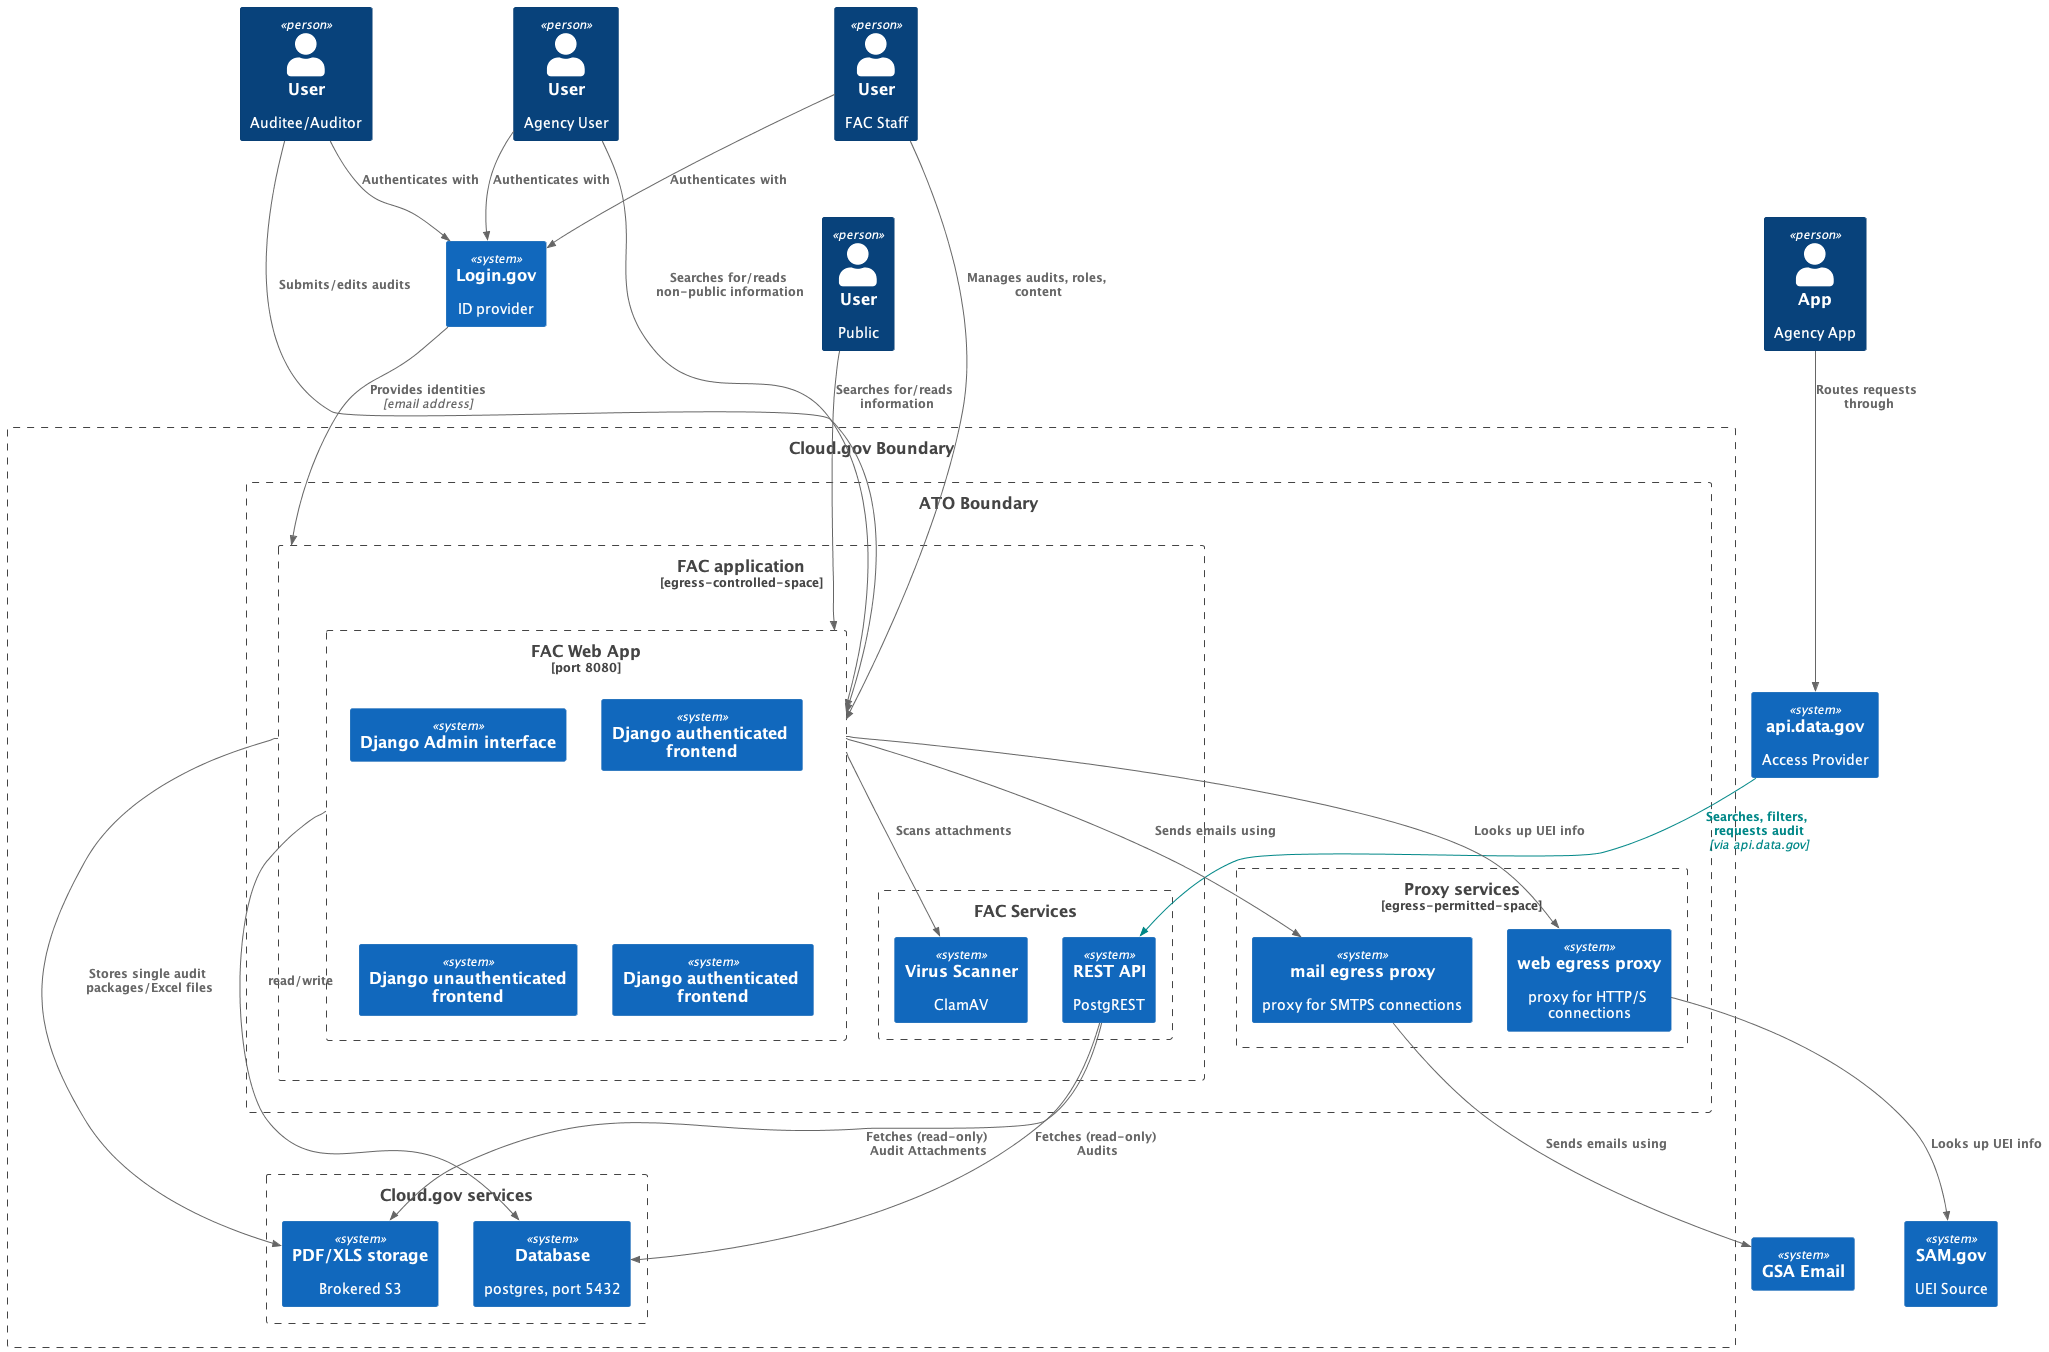 «person»
User
Auditee/Auditor
«person»
User
Agency User
«person»
User
FAC Staff
Authenticates with
Authenticates with
Authenticates with
«person»
User
Public
«person»
App
Agency App
«system»
Login.gov
ID provider
Submits/edits audits
Searches for/reads
non-public information
Manages audits, roles,
content
Provides identities
[email address]
Searches for/reads
information
Routes requests
through
Cloud.gov Boundary
ATO Boundary
FAC application
[egress-controlled-space]
FAC Web App
[port 8080]
«system»
Django Admin interface
«system»
Django authenticated
frontend
«system»
api.data.gov
Access Provider
Scans attachments
Sends emails using
Looks up UEI info
Searches, filters,
requests audit
[via api.data.gov]
FAC Services
Proxy services
[egress-permitted-space]
«system»
Django unauthenticated
frontend
«system»
Django authenticated
frontend
«system»
Virus Scanner
ClamAV
«system»
REST API
PostgREST
«system»
mail egress proxy
proxy for SMTPS connections
«system»
web egress proxy
proxy for HTTP/S
connections
Stores single audit
packages/Excel files
read/write
Fetches (read-only)
Audit Attachments
Fetches (read-only)
Audits
Sends emails using
Looks up UEI info
Cloud.gov services
«system»
PDF/XLS storage
Brokered S3
«system»
Database
postgres, port 5432
«system»
GSA Email
«system»
SAM.gov
UEI Source